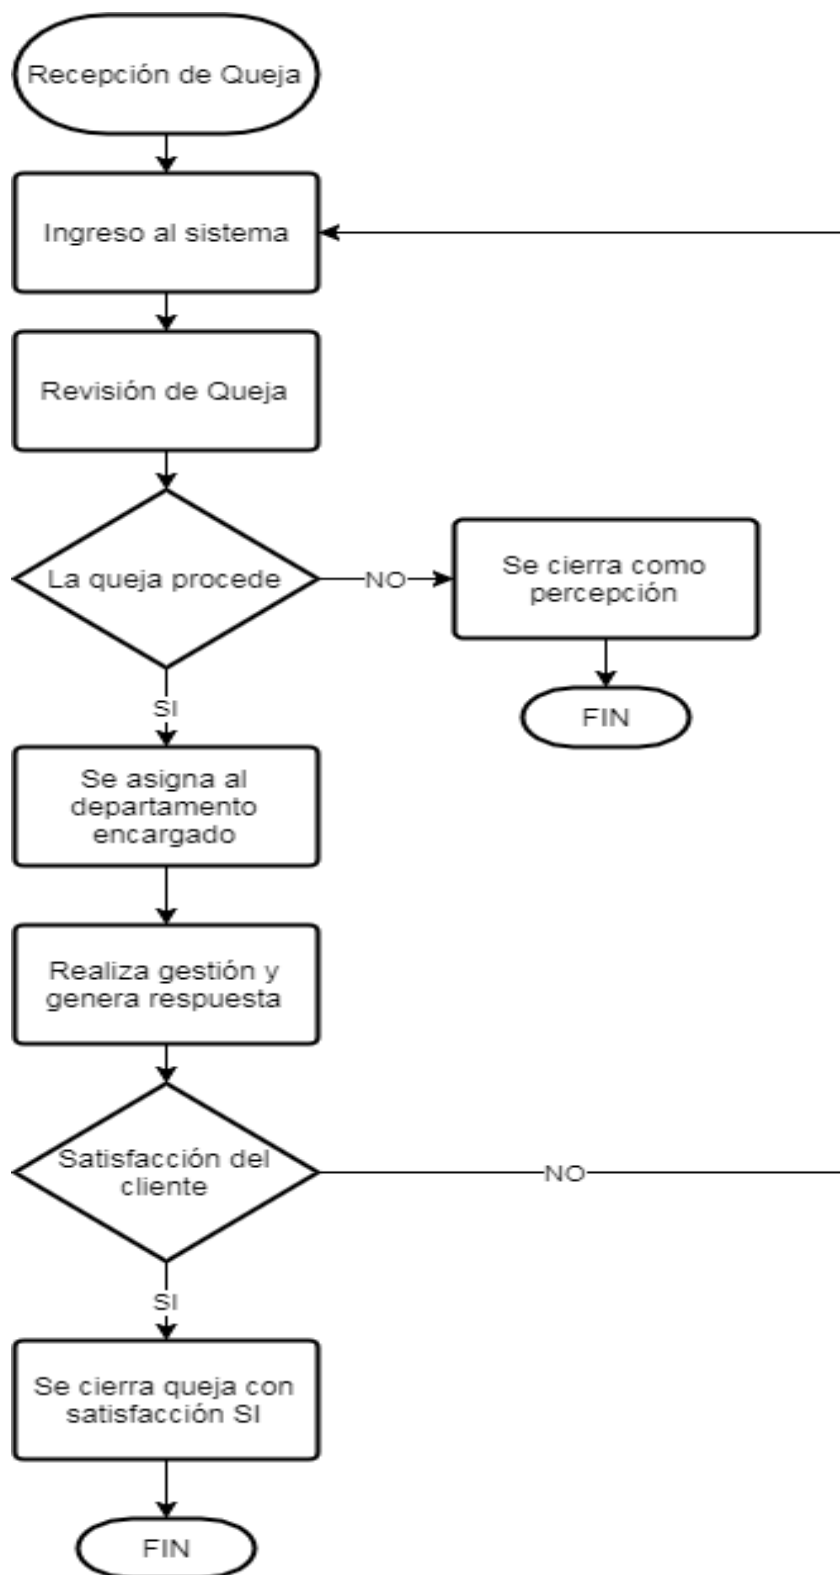 Recepción de Queja
Ingreso al sistema
Revisión de Queja
La queja procede
NO
Se cierra como
percepción
FIN
SI
Se asigna al
departamento
encargado
Realiza gestión y
genera respuesta
Satisfacción del
cliente
NO
SI
Se cierra queja con
satisfacción SI
FIN